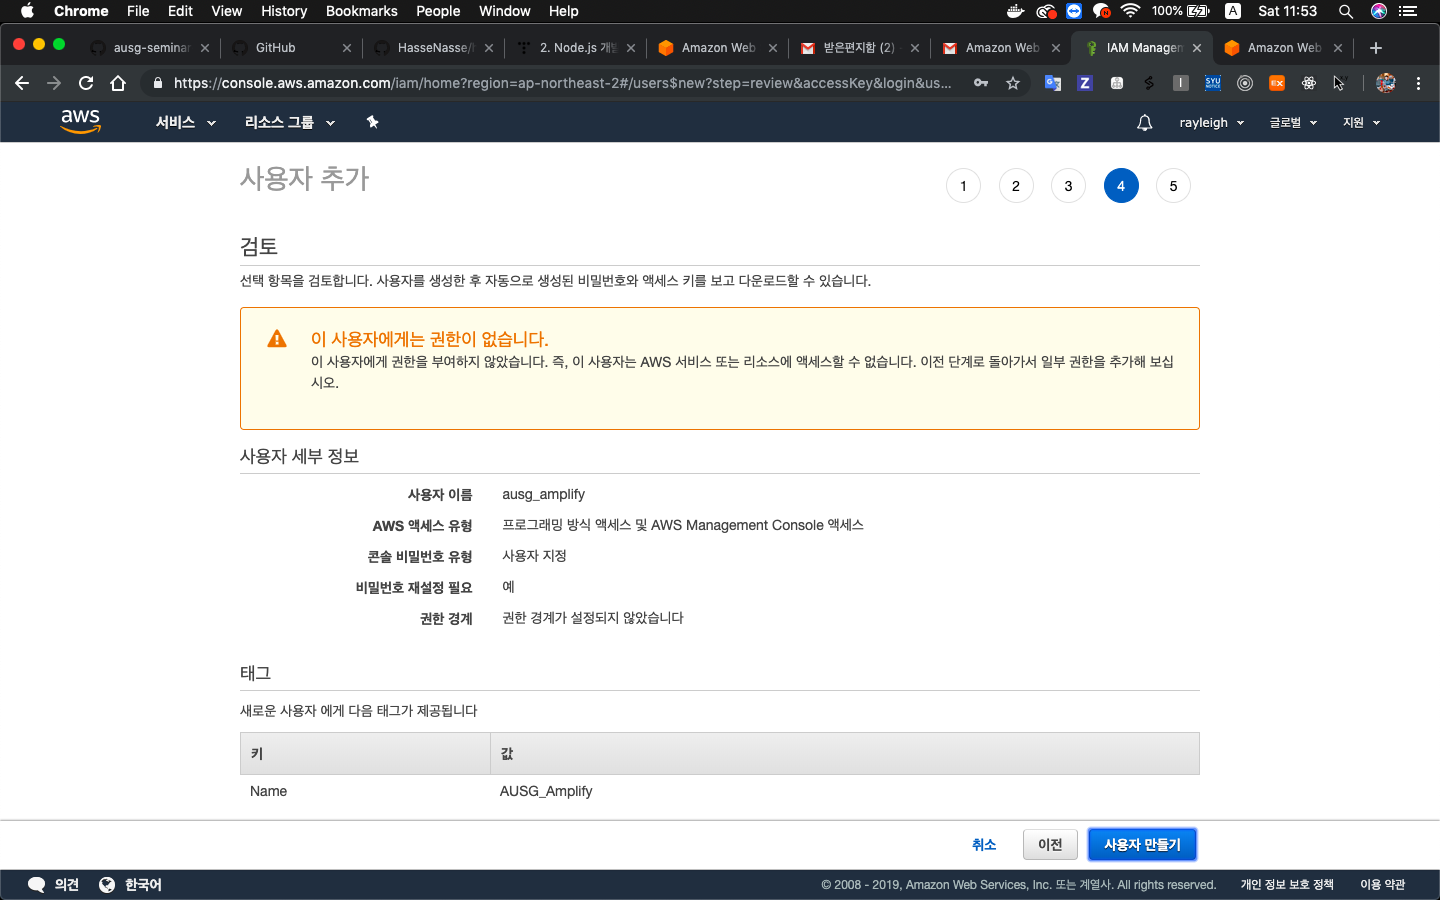 Chrome File Edit View History Bookmarks People Window Help 100% A Sat 11:53
ausg-seminar GitHub HasseNasse/ 2. Node.js 개발 Amazon Web 받은편지함 (2) - Amazon Web IAM Managem Amazon Web
https://console.aws.amazon.com/iam/home?region=ap-northeast-2#/users$new?step=review&accessKey&login&us...
aws 서비스 리소스 그룹 rayleigh 글로벌 지원
사용자 추가 1 2 3 4 5
검토
선택 항목을 검토합니다. 사용자를 생성한 후 자동으로 생성된 비밀번호와 액세스 키를 보고 다운로드할 수 있습니다.
이 사용자에게는 권한이 없습니다.
이 사용자에게 권한을 부여하지 않았습니다. 즉, 이 사용자는 AWS 서비스 또는 리소스에 액세스할 수 없습니다. 이전 단계로 돌아가서 일부 권한을 추가해 보십
시오.
사용자 세부 정보
사용자 이름 ausg_amplify
AWS 액세스 유형 프로그래밍 방식 액세스 및 AWS Management Console 액세스
콘솔 비밀번호 유형 사용자 지정
비밀번호 재설정 필요 예
권한 경계 권한 경계가 설정되지 않았습니다
태그
새로운 사용자 에게 다음 태그가 제공됩니다
키 값
Name AUSG_Amplify
취소 이전 사용자 만들기
의견 한국어 © 2008 - 2019, Amazon Web Services, Inc. 또는 계열사. All rights reserved. 개인 정보 보호 정책 이용 약관